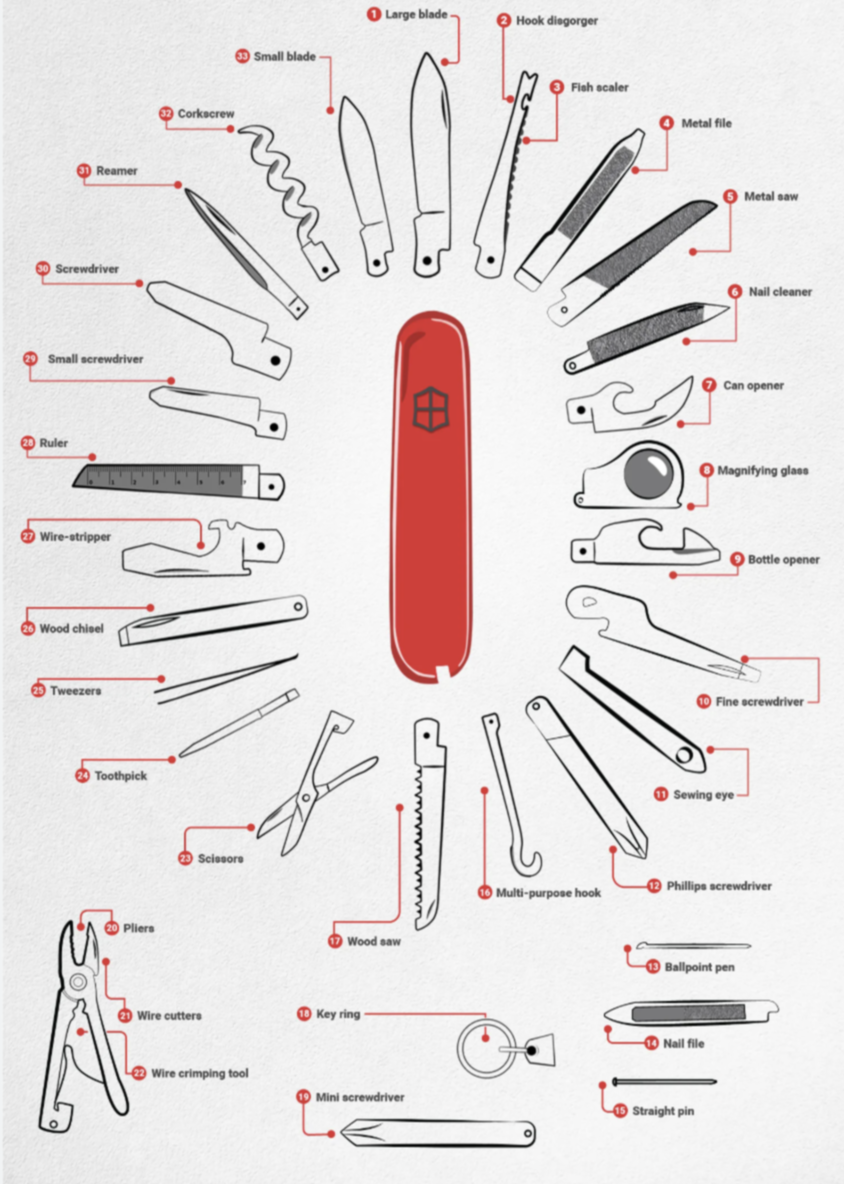 1 Large blade
2 Hook disgorger
3 Fish scaler
4 Metal file
5 Metal saw
6 Nail cleaner
7 Can opener
8 Magnifying glass
9 Bottle opener
10 Fine screwdriver
11 Sewing eye
12 Phillips screwdriver
13 Ballpoint pen
14 Nail file
15 Straight pin
16 Multi-purpose hook
17 Wood saw
18 Key ring
19 Mini screwdriver
20 Pliers
21 Wire cutters
22 Wire crimping tool
23 Scissors
24 Toothpick
25 Tweezers
26 Wood chisel
27 Wire-stripper
28 Ruler
29 Small screwdriver
30 Screwdriver
31 Reamer
32 Corkscrew
33 Small blade